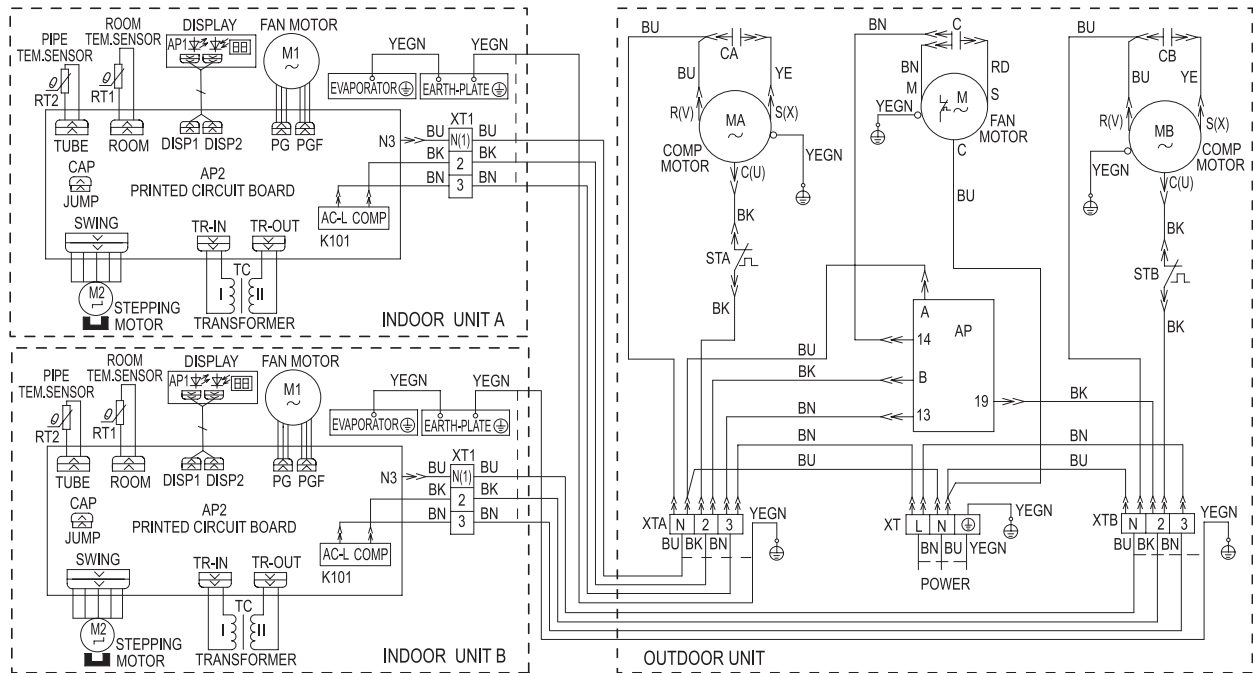 PIPE
TEM.SENSOR
ROOM
TEM.SENSOR
DISPLAY
FAN MOTOR
AP1
M1
~
RT2
RT1
YEGN
YEGN
EVAPORATOR
EARTH-PLATE
TUBE
ROOM
DISP1
DISP2
PG
PGF
N3
BU
XT1
BU
N(1)
BK
2
BK
BN
3
BN
CAP
JUMP
AP2
PRINTED CIRCUIT BOARD
AC-L COMP
K101
SWING
TR-IN
TR-OUT
TC
I
II
M2
STEPPING
MOTOR
TRANSFORMER
INDOOR UNIT A
PIPE
TEM.SENSOR
ROOM
TEM.SENSOR
DISPLAY
FAN MOTOR
AP1
M1
~
RT2
RT1
YEGN
YEGN
EVAPORATOR
EARTH-PLATE
TUBE
ROOM
DISP1
DISP2
PG
PGF
N3
BU
XT1
BU
N(1)
BK
2
BK
BN
3
BN
CAP
JUMP
AP2
PRINTED CIRCUIT BOARD
AC-L COMP
K101
SWING
TR-IN
TR-OUT
TC
I
II
M2
STEPPING
MOTOR
TRANSFORMER
INDOOR UNIT B
BU
CA
BU
YE
R(V)
S(X)
MA
~
COMP
MOTOR
YEGN
C(U)
BK
STA
BK
BN
C
BN
RD
M
S
YEGN
M
~
FAN
MOTOR
C
BU
BU
CB
BU
YE
R(V)
S(X)
MB
~
COMP
MOTOR
YEGN
C(U)
BK
STB
BK
A
AP
14
B
13
19
BU
BK
BN
BK
BN
BU
BN
BU
XTA
N
2
3
YEGN
BU
BK
BN
XT
L
N
YEGN
BN
BU
YEGN
POWER
XTB
N
2
3
YEGN
BU
BK
BN
OUTDOOR UNIT